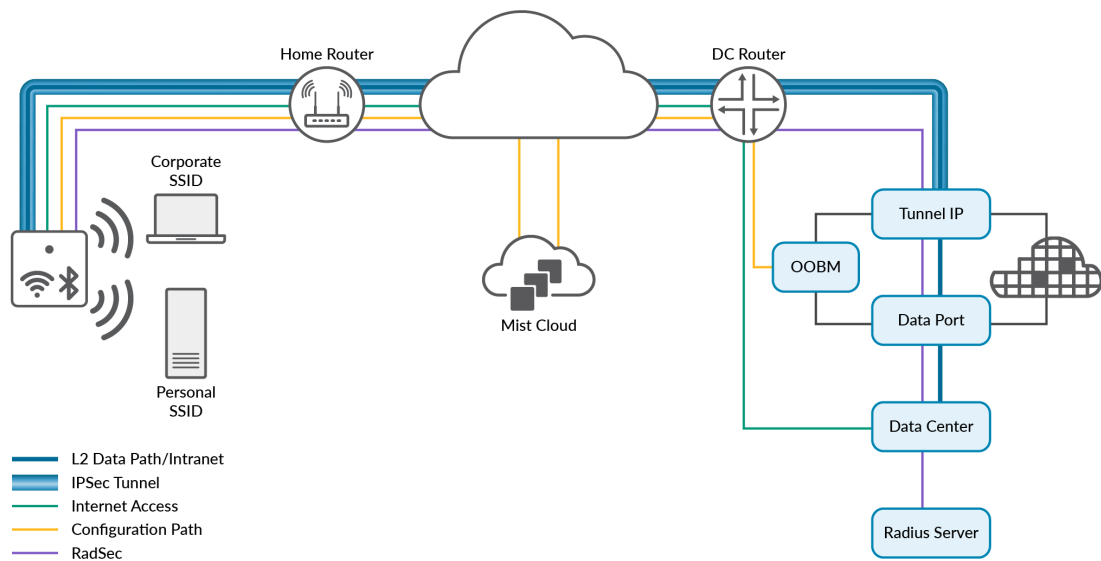 Home Router
DC Router
Corporate
SSID
Tunnel IP
OOBM
Data Port
Mist Cloud
Personal
SSID
Data Center
L2 Data Path/Intranet
IPSec Tunnel
Internet Access
Configuration Path
RadSec
Radius Server